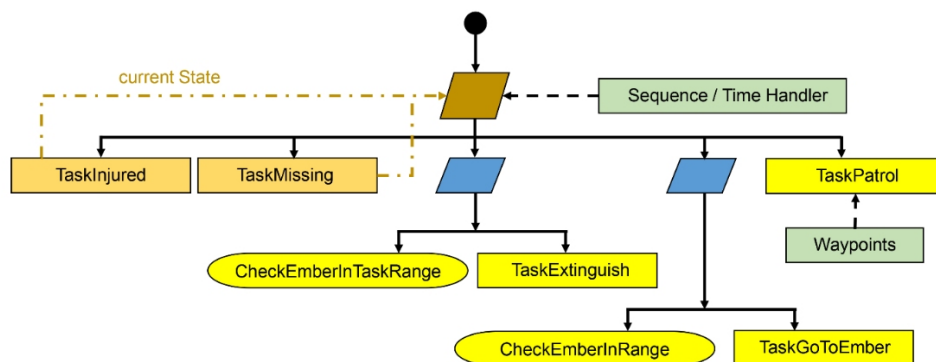 current State
Sequence / Time Handler
TaskInjured
TaskMissing
TaskPatrol
Waypoints
CheckEmberInTaskRange
TaskExtinguish
CheckEmberInRange
TaskGoToEmber